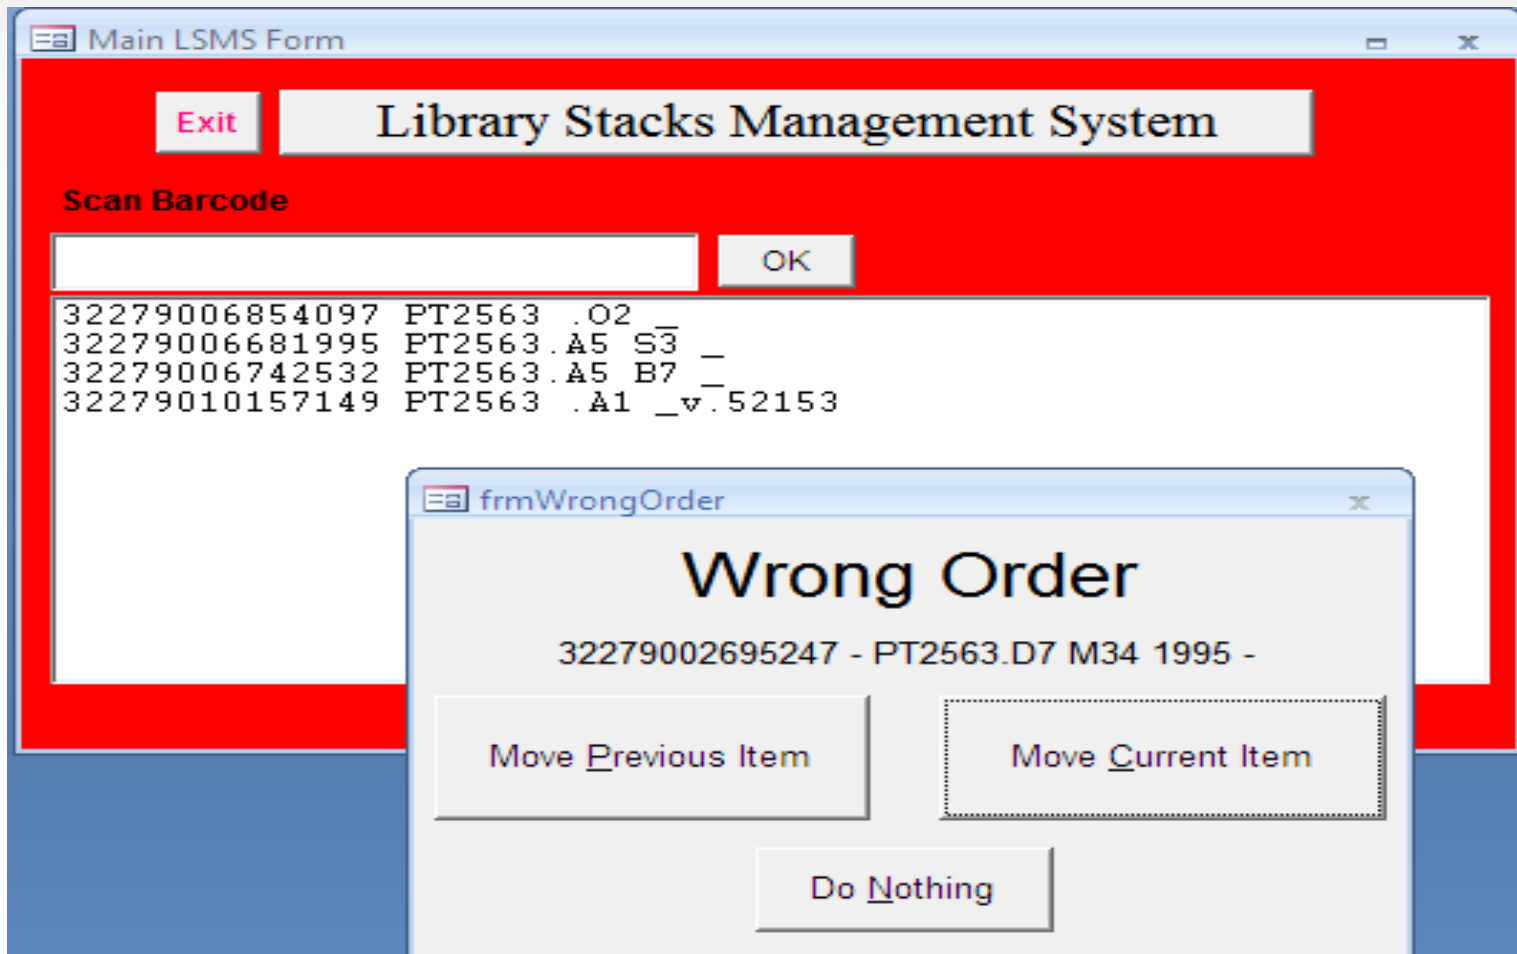 Main LSMS Form
Exit
Library Stacks Management System
Scan Barcode
OK
32279006854097 PT2563 .O2 _
32279006681995 PT2563.A5 S3 _
32279006742532 PT2563.A5 B7 _
32279010157149 PT2563 .A1 _v.52153
frmWrongOrder
Wrong Order
32279002695247 - PT2563.D7 M34 1995 -
Move Previous Item
Move Current Item
Do Nothing